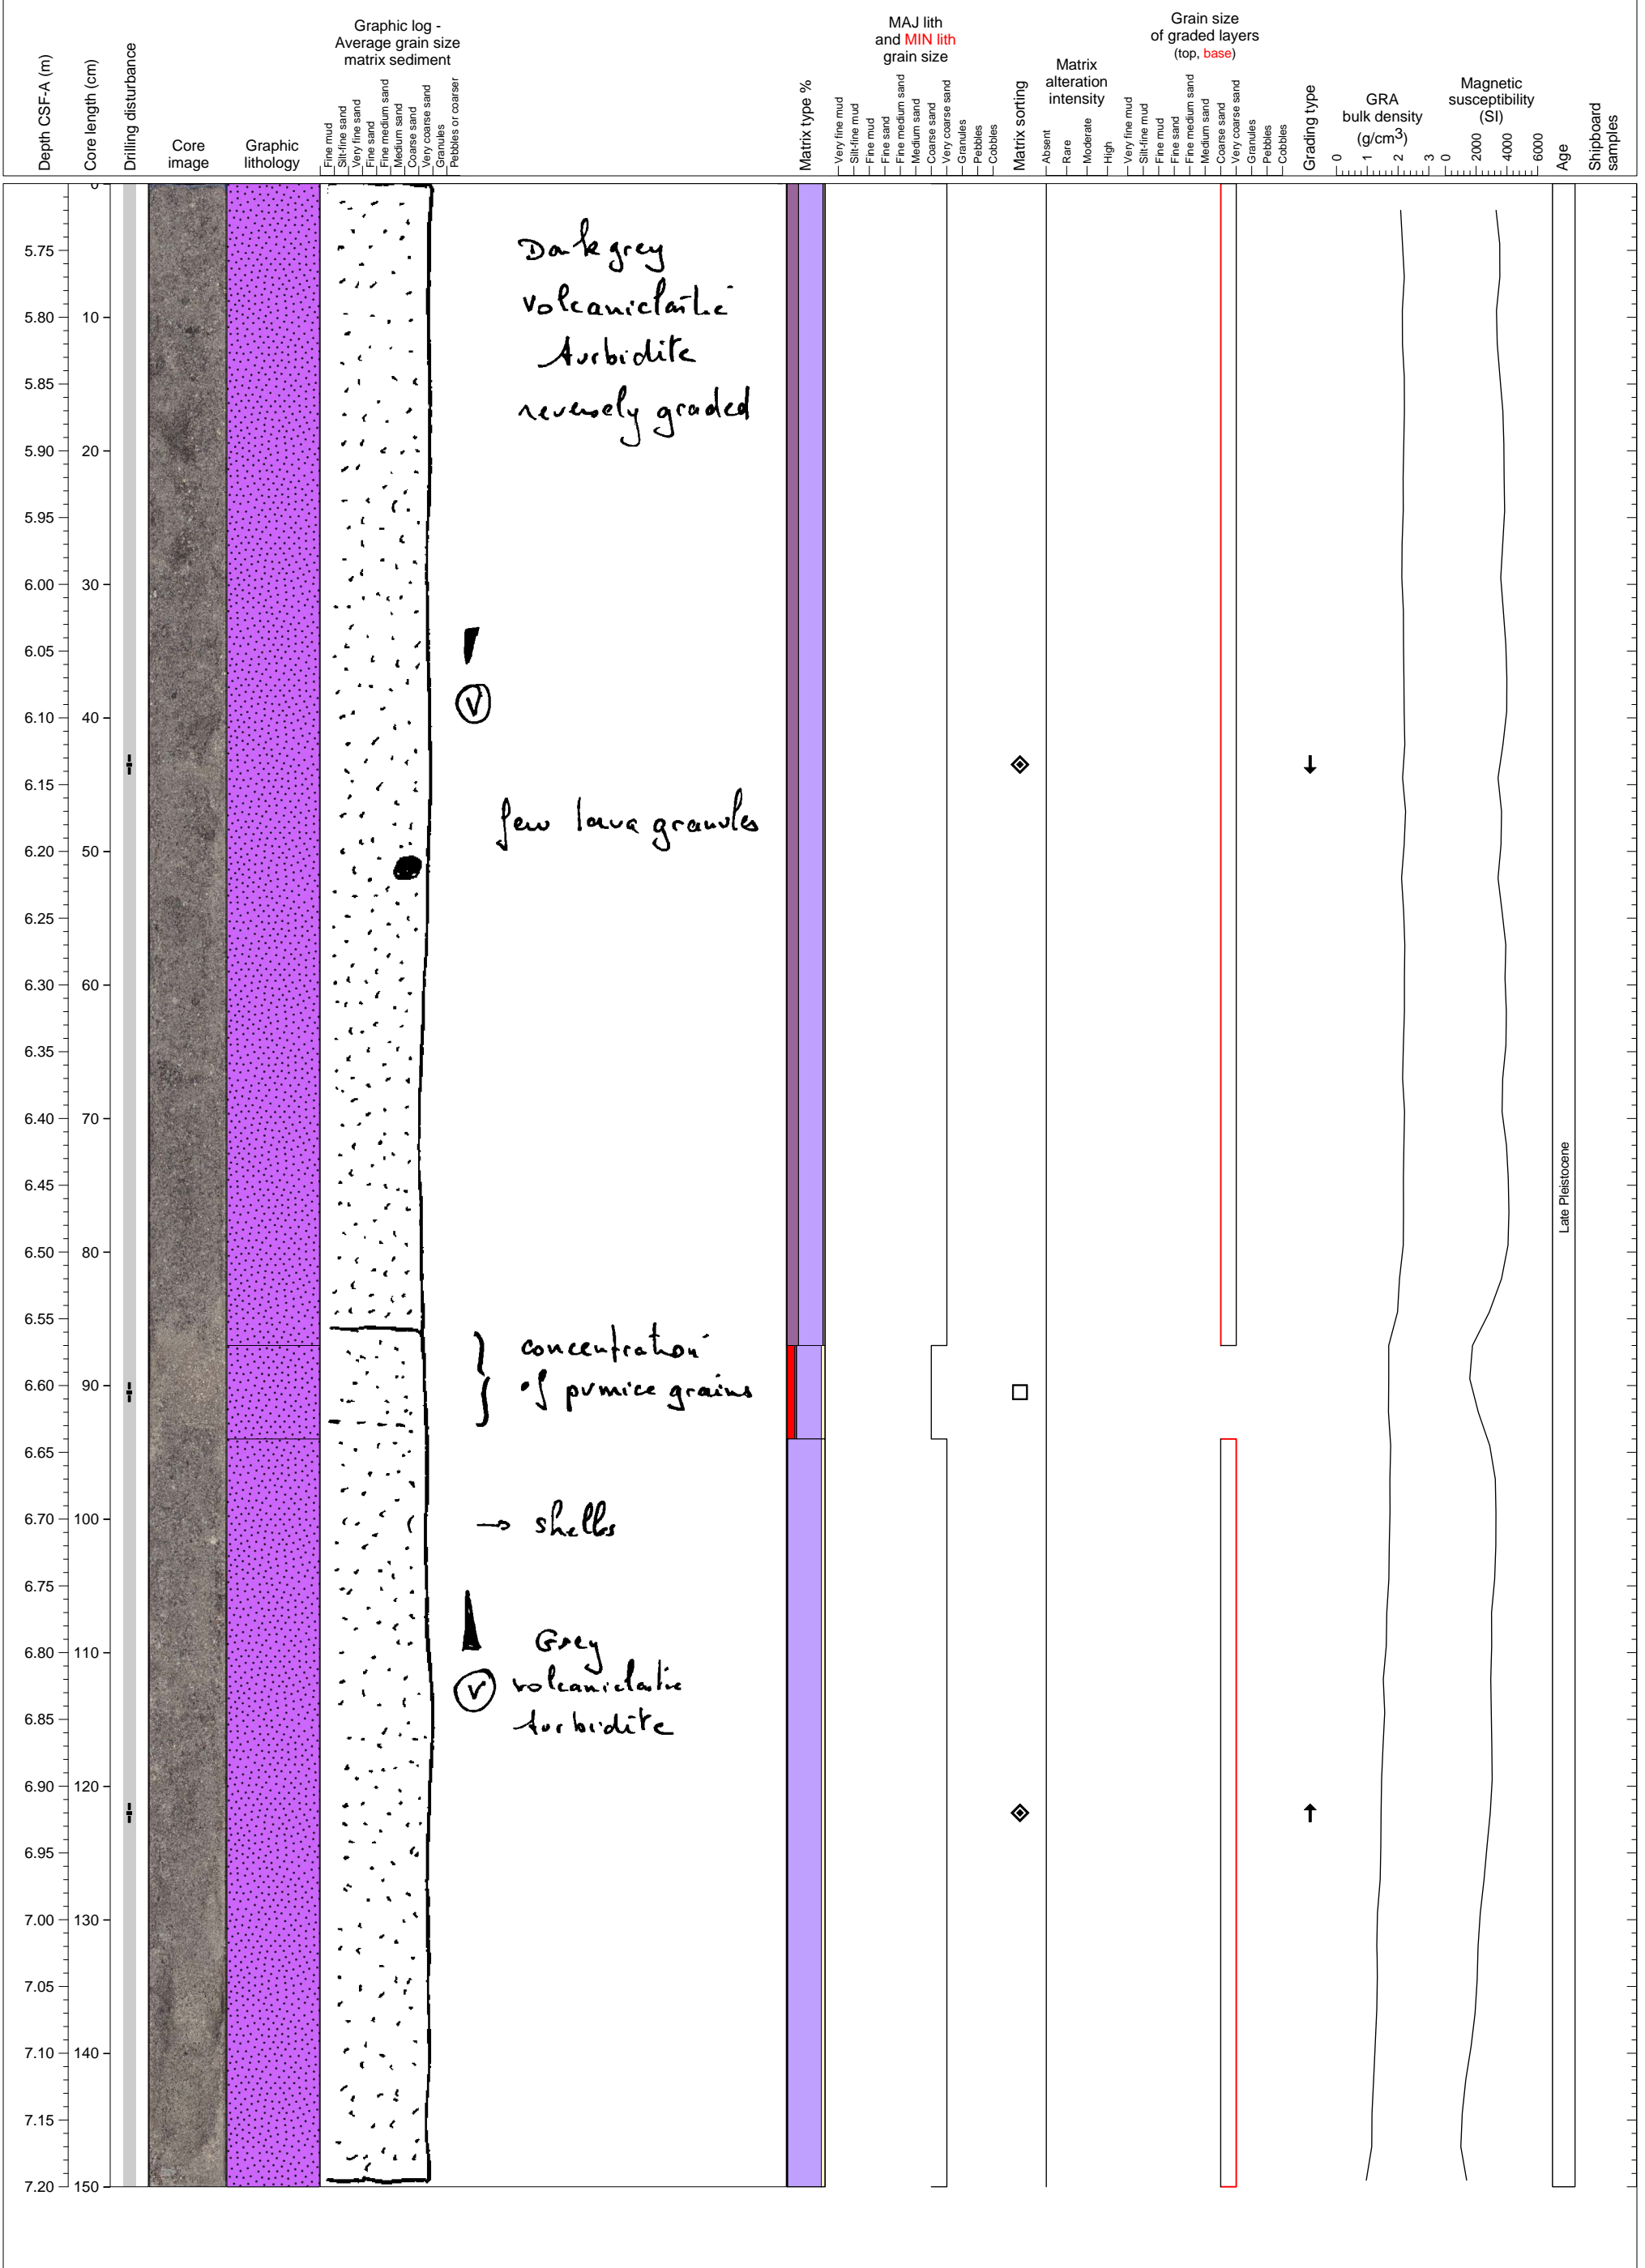 Depth CSF-A (m)
Core length (cm)
Drilling disturbance
Core
image
Graphic
lithology
Graphic log -
Average grain size
matrix sediment
Fine mud
Slit-fine sand
Very fine sand
Fine sand
Fine medium sand
Medium sand
Coarse sand
Very coarse sand
Granules
Pebbles or coarser
Matrix type %
MAJ lith
and MIN lith
grain size
Very fine mud
Silt-fine mud
Fine mud
Fine sand
Fine medium sand
Medium sand
Coarse sand
Very coarse sand
Granules
Pebbles
Cobbles
Matrix sorting
Matrix
alteration
intensity
Absent
Rare
Moderate
High
Grain size
of graded layers
(top, base)
Very fine mud
Silt-fine mud
Fine mud
Fine sand
Fine medium sand
Medium sand
Coarse sand
Very coarse sand
Granules
Pebbles
Cobbles
Grading type
GRA
bulk density
(g/cm3)
0 1 2 3
Magnetic
susceptibility
(SI)
0 2000 4000 6000
Age
Shipboard
samples
0
5.75
5.80 10
5.85
5.90 20
5.95
6.00 30
6.05
6.10 40
6.15
6.20 50
6.25
6.30 60
6.35
6.40 70
6.45
6.50 80
6.55
6.60 90
6.65
6.70 100
6.75
6.80 110
6.85
6.90 120
6.95
7.00 130
7.05
7.10 140
7.15
7.20 150
Dark grey
volcaniclastic
turbidite
reversely graded
V
few lava granules
concentration
of pumice grains
→ shells
Grey
V volcaniclastic
turbidite
Late Pleistocene